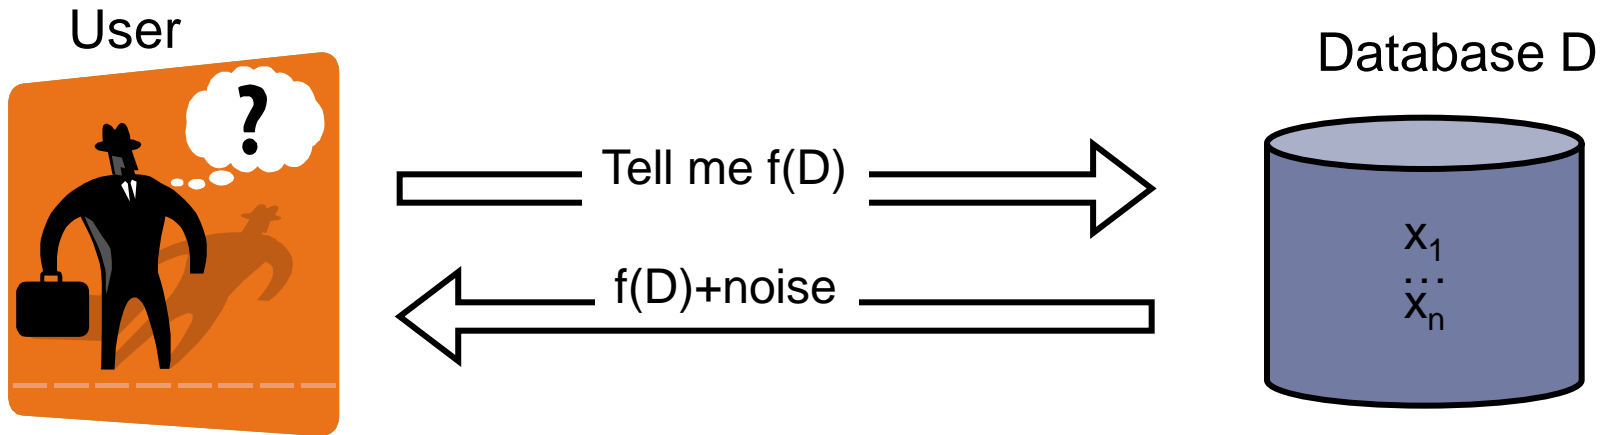 User
Database D
?
Tell me f(D)
f(D)+noise
x₁
...
xₙ